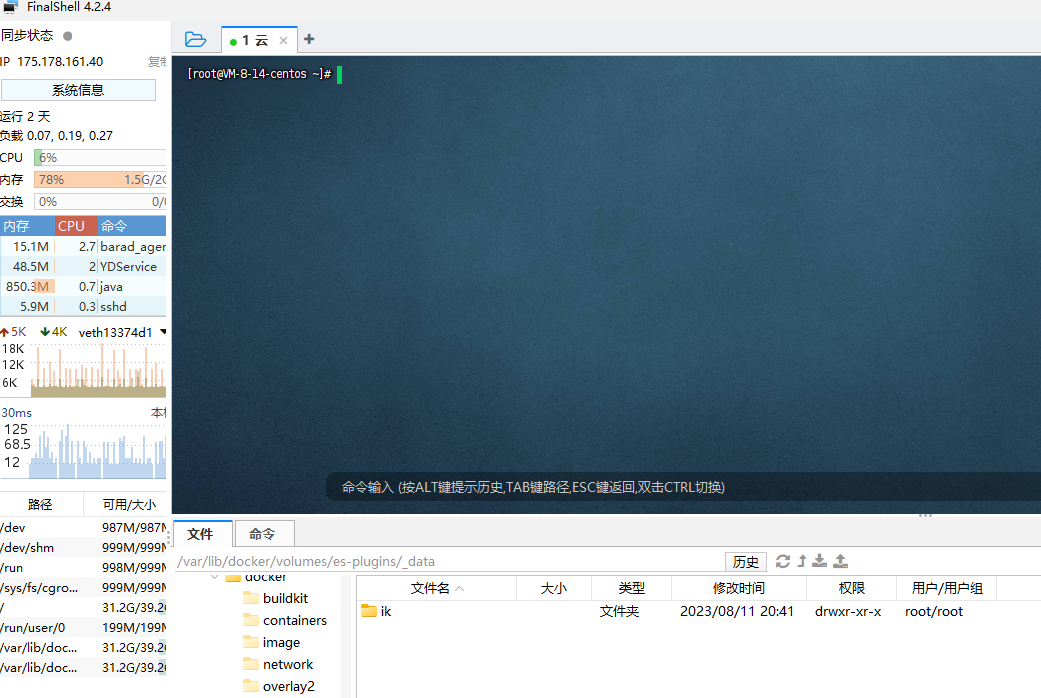 FinalShell 4.2.4
同步状态
IP 175.178.161.40
系统信息
运行 2 天
负载 0.07, 0.19, 0.27
CPU 6%
内存 78% 1.5G/2G
交换 0% 0/
内存 CPU 命令
15.1M 2.7 barad_agen
48.5M 2 YDService
850.3M 0.7 java
5.9M 0.3 sshd
5K 4K veth13374d1
18K
12K
6K
30ms
125
68.5
12
路径 可用/大小
/dev 987M/987M
/dev/shm 999M/999M
/run 998M/999M
/sys/fs/cgro... 999M/999M
/ 31.2G/39.2
/run/user/0 199M/199M
/var/lib/doc... 31.2G/39.2
/var/lib/doc... 31.2G/39.2
1 云
[root@VM-8-14-centos ~]#
命令输入 (按ALT键提示历史,TAB键路径,ESC键返回,双击CTRL切换)
文件 命令
/var/lib/docker/volumes/es-plugins/_data
历史
docker
buildkit
containers
image
network
overlay2
文件名 大小 类型 修改时间 权限 用户/用户组
ik 文件夹 2023/08/11 20:41 drwxr-xr-x root/root